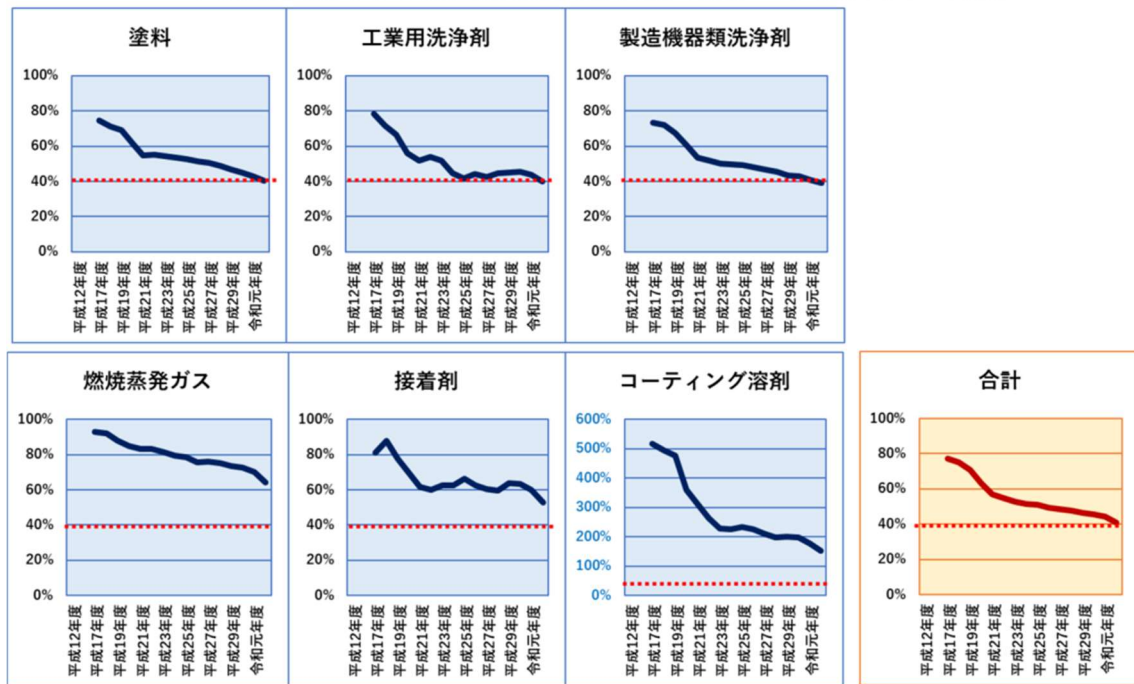 塗料
100%
80%
60%
40%
20%
0%
平成12年度
平成17年度
平成19年度
平成21年度
平成23年度
平成25年度
平成27年度
平成29年度
令和元年度
工業用洗浄剤
100%
80%
60%
40%
20%
0%
平成12年度
平成17年度
平成19年度
平成21年度
平成23年度
平成25年度
平成27年度
平成29年度
令和元年度
製造機器類洗浄剤
100%
80%
60%
40%
20%
0%
平成12年度
平成17年度
平成19年度
平成21年度
平成23年度
平成25年度
平成27年度
平成29年度
令和元年度
燃焼蒸発ガス
100%
80%
60%
40%
20%
0%
平成12年度
平成17年度
平成19年度
平成21年度
平成23年度
平成25年度
平成27年度
平成29年度
令和元年度
接着剤
100%
80%
60%
40%
20%
0%
平成12年度
平成17年度
平成19年度
平成21年度
平成23年度
平成25年度
平成27年度
平成29年度
令和元年度
コーティング溶剤
600%
500%
400%
300%
200%
100%
0%
平成12年度
平成17年度
平成19年度
平成21年度
平成23年度
平成25年度
平成27年度
平成29年度
令和元年度
合計
100%
80%
60%
40%
20%
0%
平成12年度
平成17年度
平成19年度
平成21年度
平成23年度
平成25年度
平成27年度
平成29年度
令和元年度